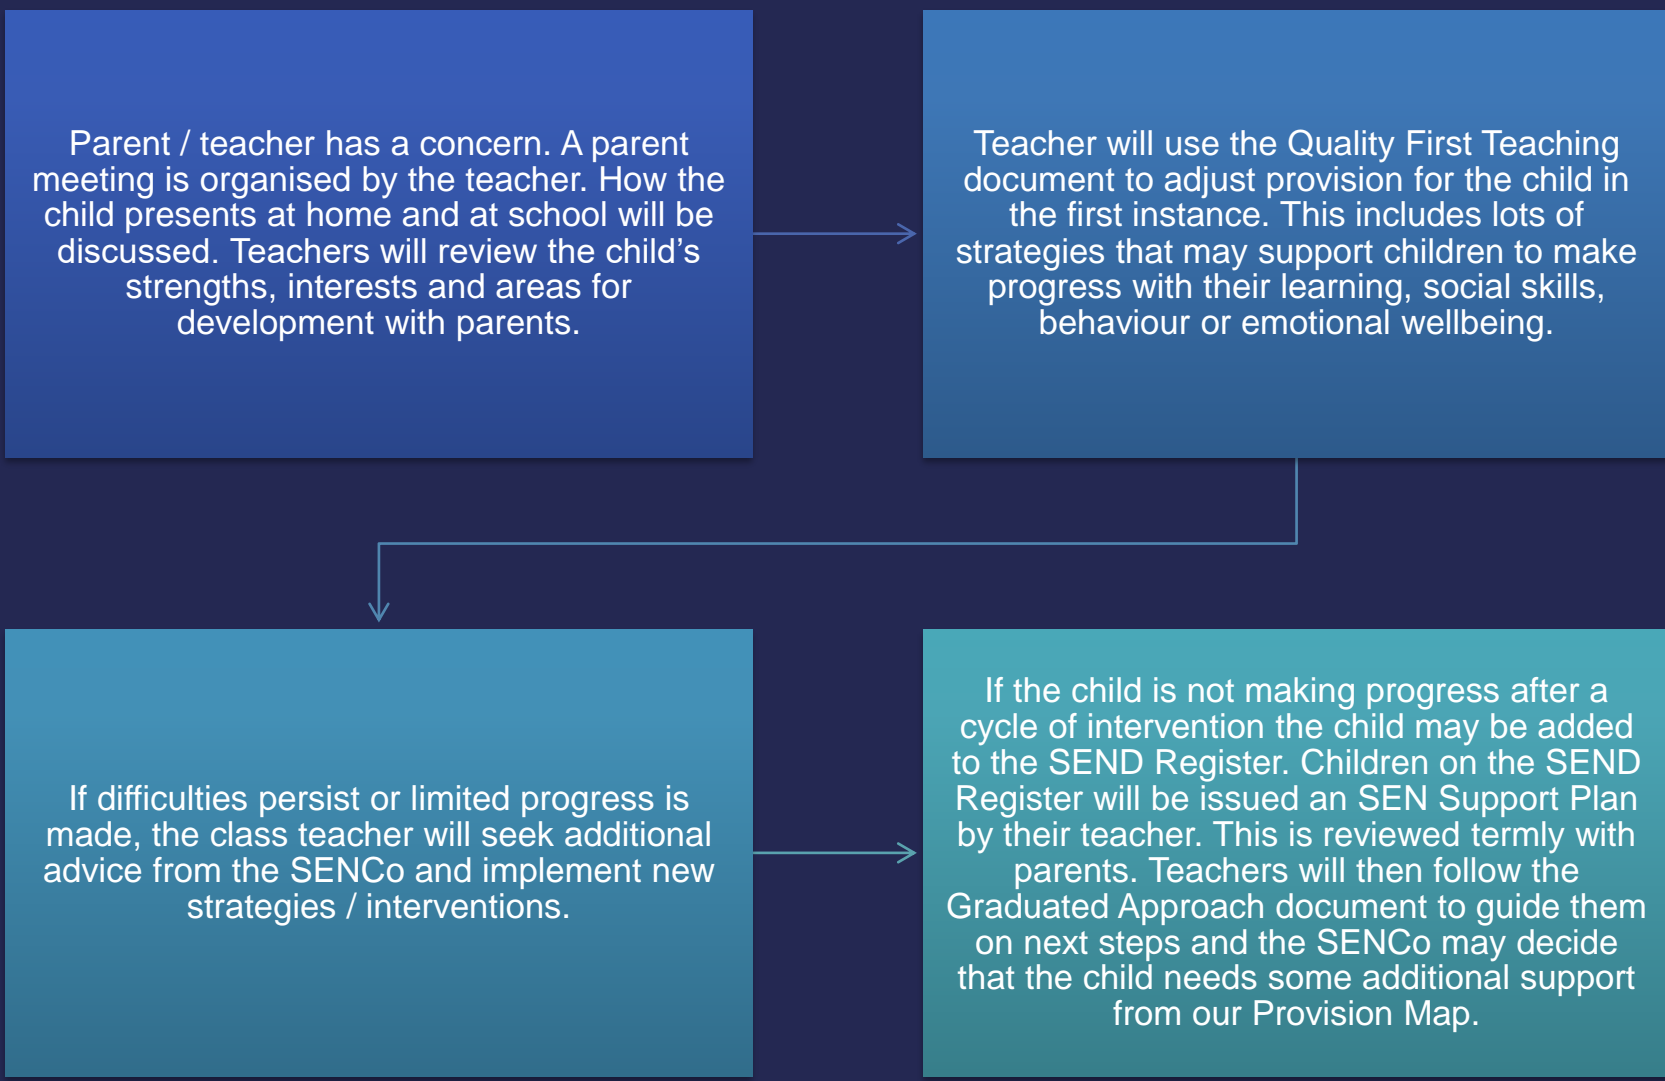 Parent / teacher has a concern. A parent
meeting is organised by the teacher. How the
child presents at home and at school will be
discussed. Teachers will review the child’s
strengths, interests and areas for
development with parents.
Teacher will use the Quality First Teaching
document to adjust provision for the child in
the first instance. This includes lots of
strategies that may support children to make
progress with their learning, social skills,
behaviour or emotional wellbeing.
If difficulties persist or limited progress is
made, the class teacher will seek additional
advice from the SENCo and implement new
strategies / interventions.
If the child is not making progress after a
cycle of intervention the child may be added
to the SEND Register. Children on the SEND
Register will be issued an SEN Support Plan
by their teacher. This is reviewed termly with
parents. Teachers will then follow the
Graduated Approach document to guide them
on next steps and the SENCo may decide
that the child needs some additional support
from our Provision Map.